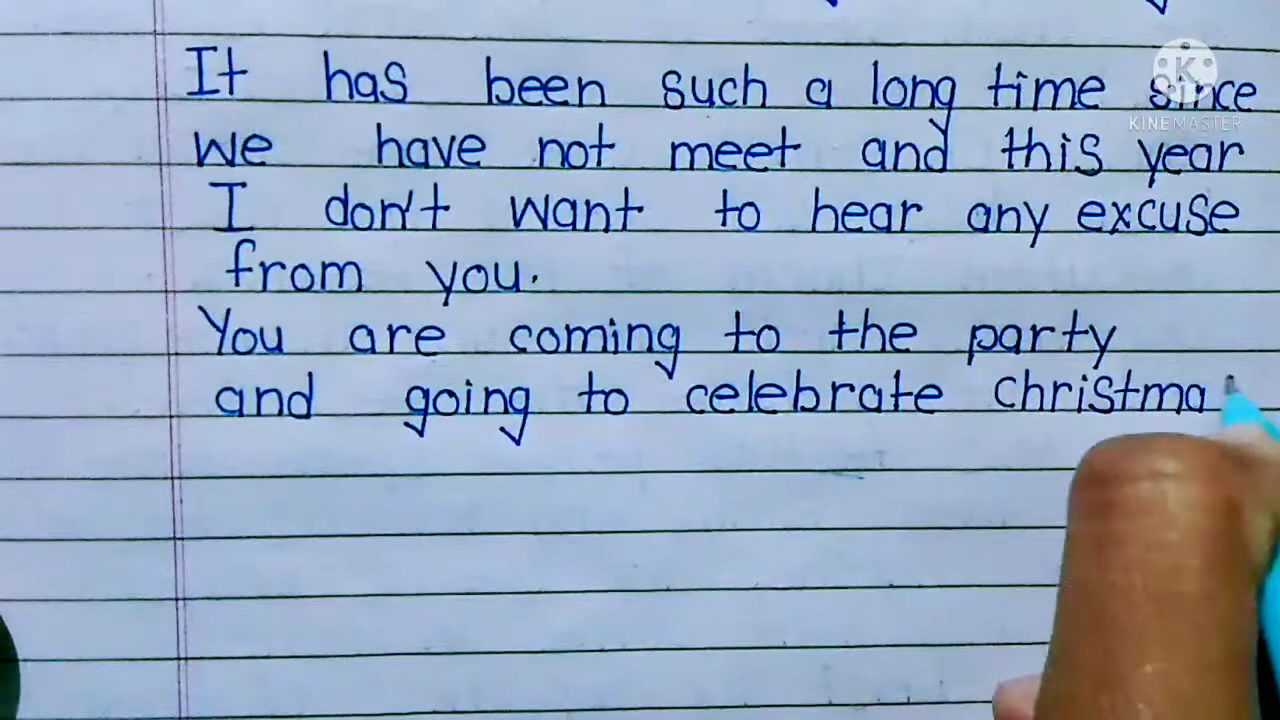 It has been such a long time since
we have not meet and this year
I don't want to hear any excuse
from you.
You are coming to the party
and going to celebrate christma
KINEMASTER